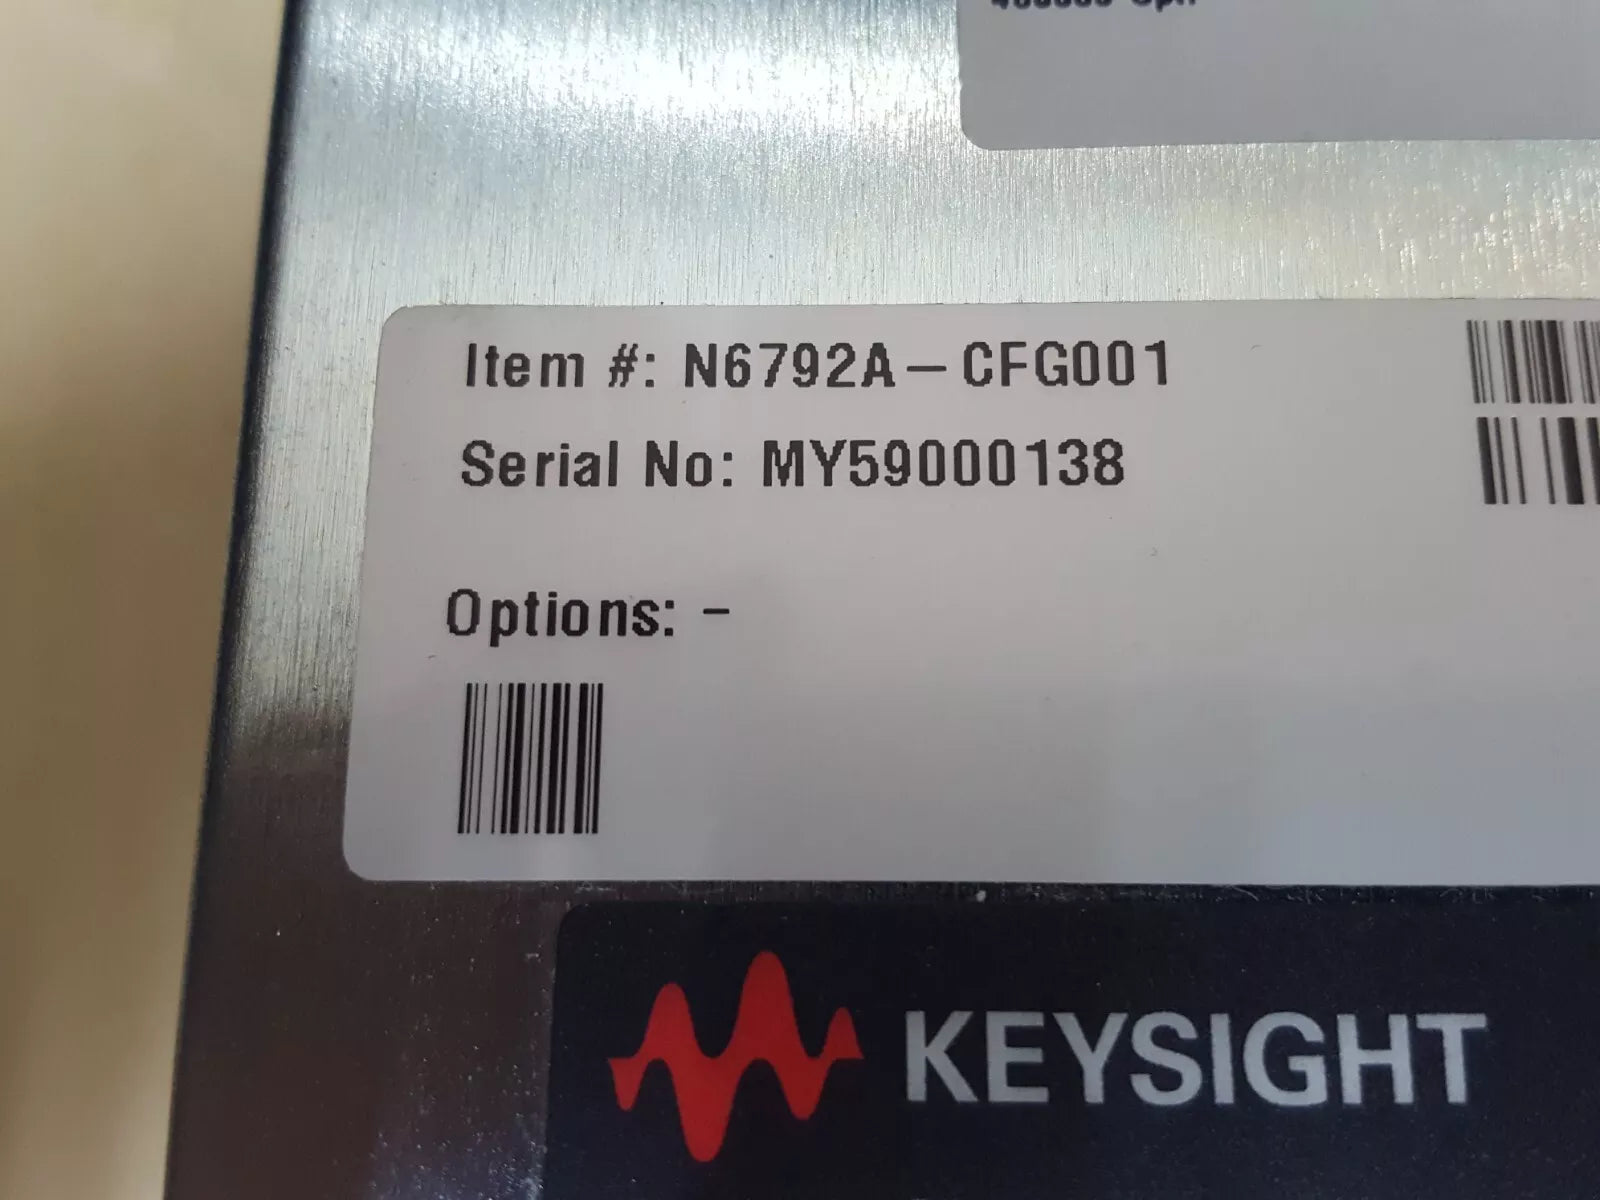 Item #: N6792A-CFG001
Serial No: MY59000138
Options: -
KEYSIGHT